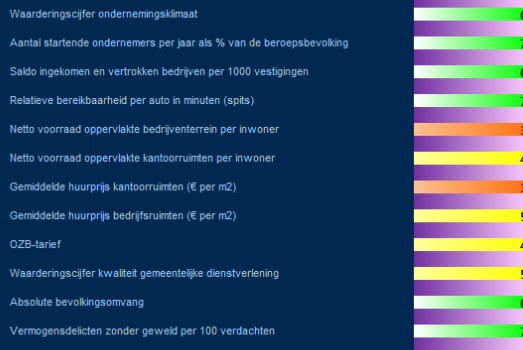 Waarderingscijfer ondernemingsklimaat
Aantal startende ondernemers per jaar als % van de beroepsbevolking
Saldo ingekomen en vertrokken bedrijven per 1000 vestigingen
Relatieve bereikbaarheid per auto in minuten (spits)
Netto voorraad oppervlakte bedrijventerrein per inwoner
Netto voorraad oppervlakte kantoorruimten per inwoner
Gemiddelde huurprijs kantoorruimten (€ per m2)
Gemiddelde huurprijs bedrijfsruimten (€ per m2)
OZB-tarief
Waarderingscijfer kwaliteit gemeentelijke dienstverlening
Absolute bevolkingsomvang
Vermogensdelicten zonder geweld per 100 verdachten